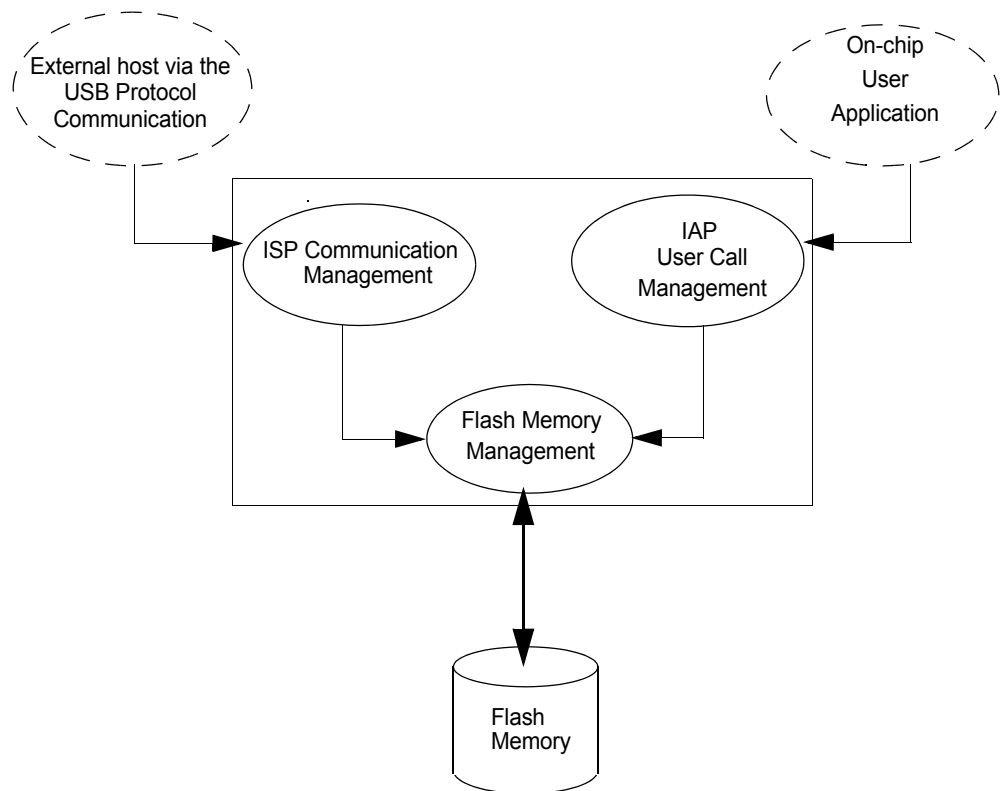 External host via the
USB Protocol
Communication
On-chip
User
Application
ISP Communication
Management
IAP
User Call
Management
Flash Memory
Management
Flash
Memory